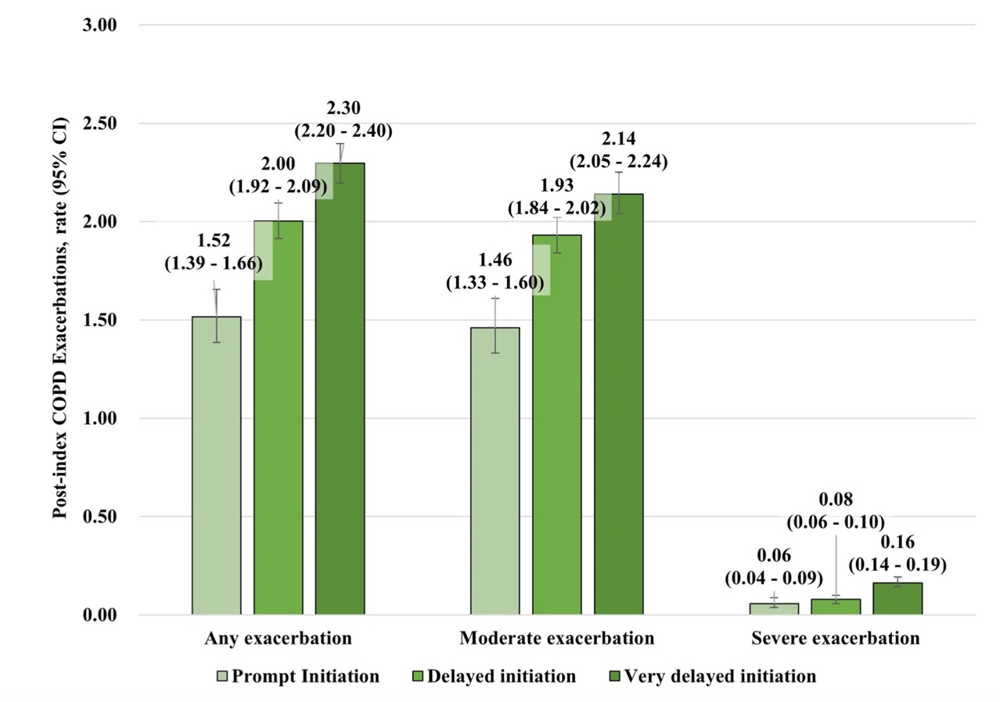 Post-index COPD Exacerbations, rate (95% CI)
3.00
2.50
2.00
1.50
1.00
0.50
0.00
1.52
(1.39 - 1.66)
2.00
(1.92 - 2.09)
2.30
(2.20 - 2.40)
1.46
(1.33 - 1.60)
1.93
(1.84 - 2.02)
2.14
(2.05 - 2.24)
0.06
(0.04 - 0.09)
0.08
(0.06 - 0.10)
0.16
(0.14 - 0.19)
Any exacerbation
Moderate exacerbation
Severe exacerbation
Prompt Initiation
Delayed initiation
Very delayed initiation